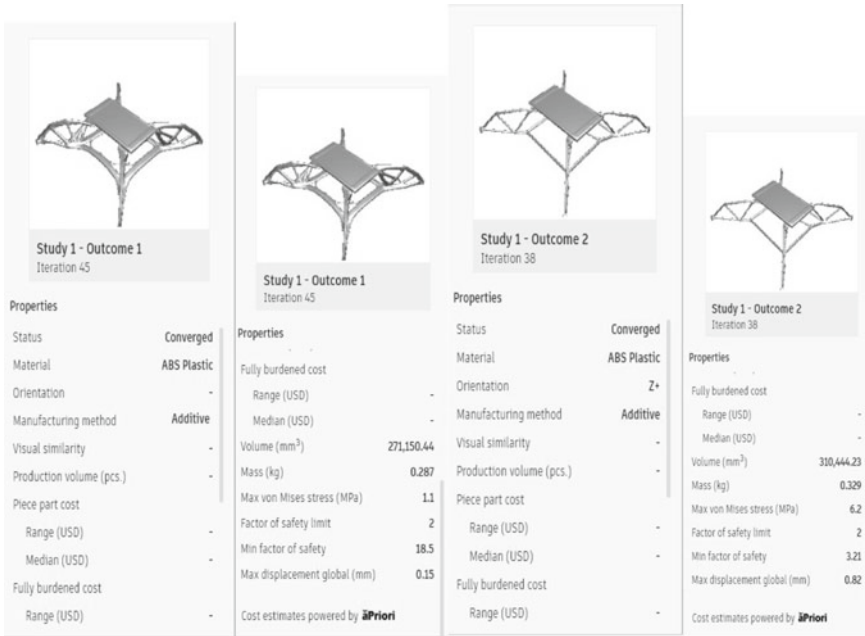 Study 1 - Outcome 1
Iteration 45
Properties
Status Converged
Material ABS Plastic
Orientation -
Manufacturing method Additive
Visual similarity -
Production volume (pcs.) -
Piece part cost
Range (USD) -
Median (USD) -
Fully burdened cost
Range (USD) -
Study 1 - Outcome 1
Iteration 45
Properties
Fully burdened cost
Range (USD) -
Median (USD) -
Volume (mm³) 271,150.44
Mass (kg) 0.287
Max von Mises stress (MPa) 1.1
Factor of safety limit 2
Min factor of safety 18.5
Max displacement global (mm) 0.15
Cost estimates powered by aPriori
Study 1 - Outcome 2
Iteration 38
Properties
Status Converged
Material ABS Plastic
Orientation Z+
Manufacturing method Additive
Visual similarity -
Production volume (pcs.) -
Piece part cost
Range (USD) -
Median (USD) -
Fully burdened cost
Range (USD) -
Study 1 - Outcome 2
Iteration 38
Properties
Fully burdened cost
Range (USD) -
Median (USD) -
Volume (mm³) 310,444.23
Mass (kg) 0.329
Max von Mises stress (MPa) 6.2
Factor of safety limit 2
Min factor of safety 3.21
Max displacement global (mm) 0.82
Cost estimates powered by aPriori